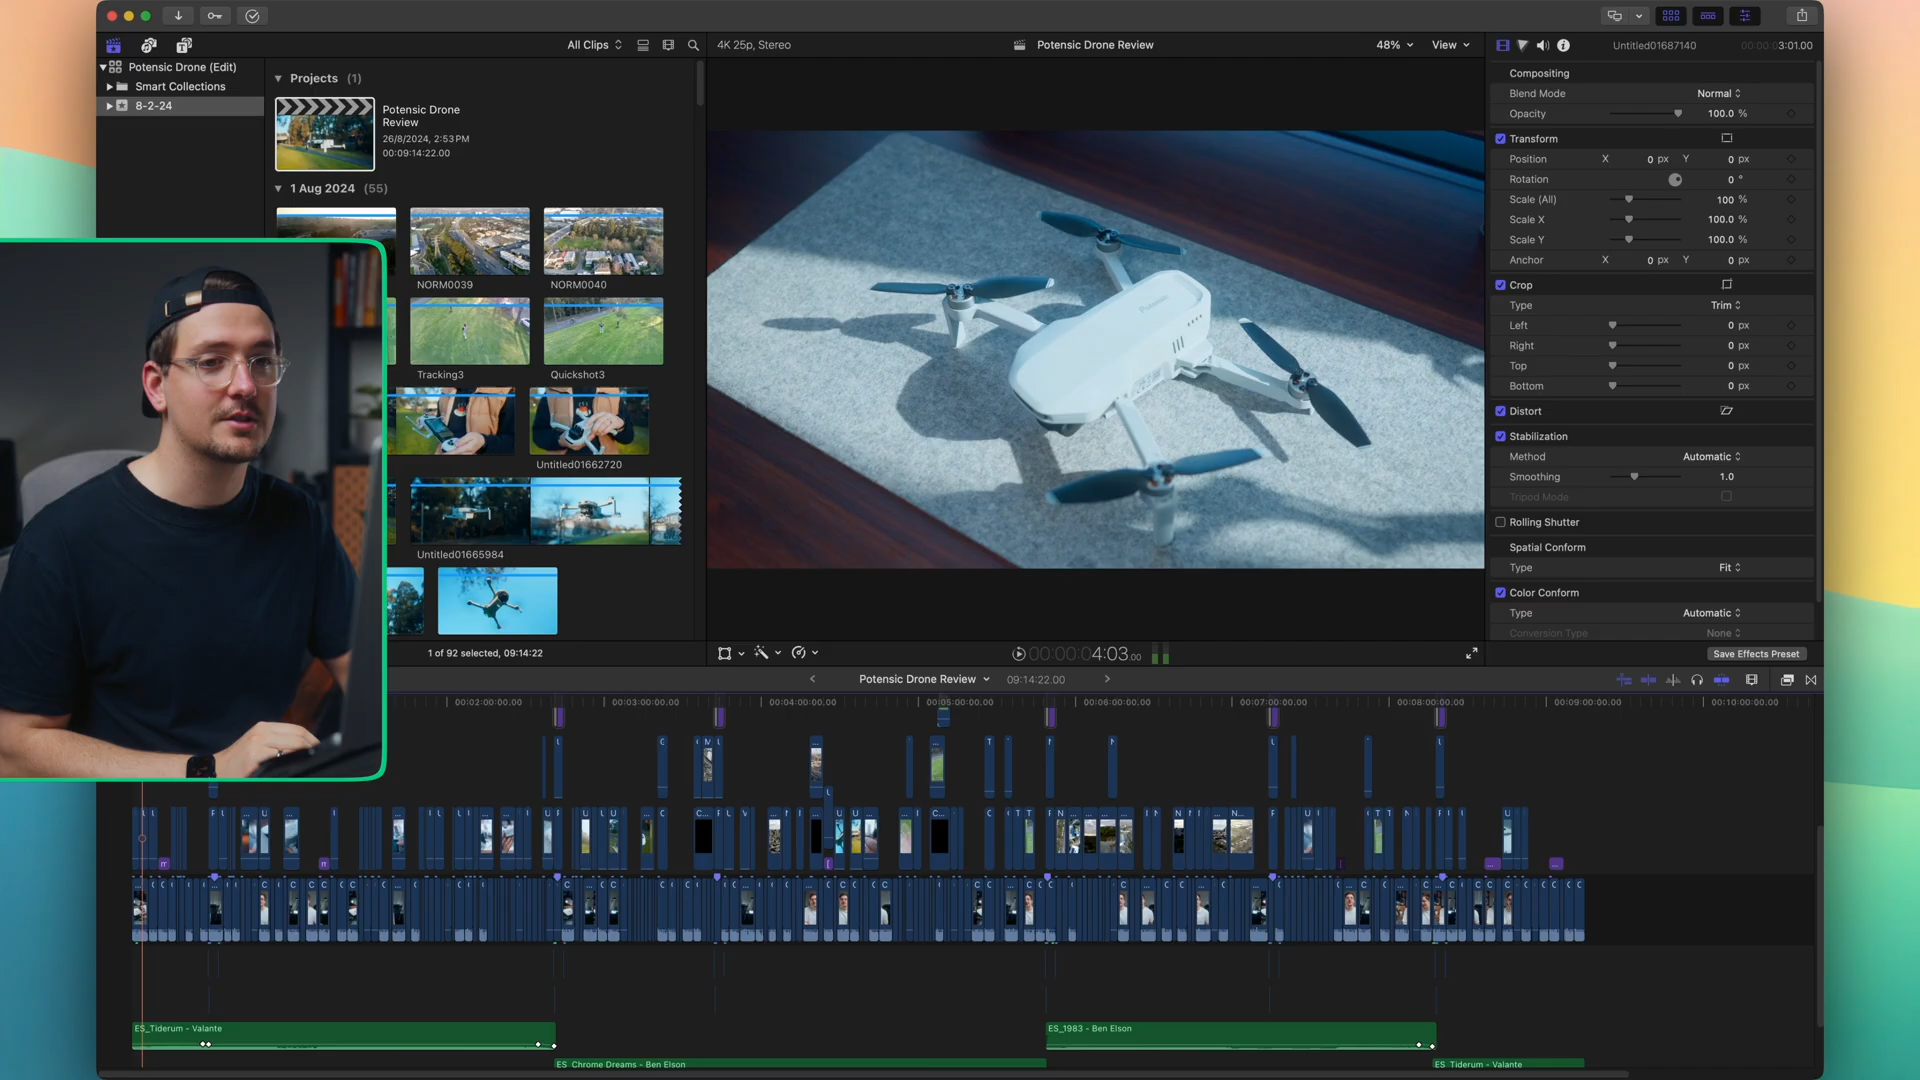 All Clips
4K 25p, Stereo
Potensic Drone Review
48%
View
Untitled01687140
00:00:03:01.00
Potensic Drone (Edit)
Smart Collections
8-2-24
Projects (1)
Potensic Drone
Review
26/8/2024, 2:53 PM
00:09:14:22.00
1 Aug 2024 (55)
NORM0039
NORM0040
Tracking3
Quickshot3
Untitled01662720
Untitled01665984
1 of 92 selected, 09:14:22
Compositing
Blend Mode Normal
Opacity 100.0 %
Transform
Position X 0 px Y 0 px
Rotation 0 °
Scale (All) 100 %
Scale X 100.0 %
Scale Y 100.0 %
Anchor X 0 px Y 0 px
Crop
Type Trim
Left 0 px
Right 0 px
Top 0 px
Bottom 0 px
Distort
Stabilization
Method Automatic
Smoothing 1.0
Tripod Mode
Rolling Shutter
Spatial Conform
Type Fit
Color Conform
Type Automatic
Conversion Type None
Save Effects Preset
00:00:04:03.00
Potensic Drone Review
09:14:22.00
00:02:00:00.00 00:03:00:00.00 00:04:00:00.00 00:05:00:00.00 00:06:00:00.00 00:07:00:00.00 00:08:00:00.00 00:09:00:00.00 00:10:00:00.00
ES_Tiderum - Valante
ES_1983 - Ben Elson
ES_Chrome Dreams - Ben Elson
ES_Tiderum - Valante